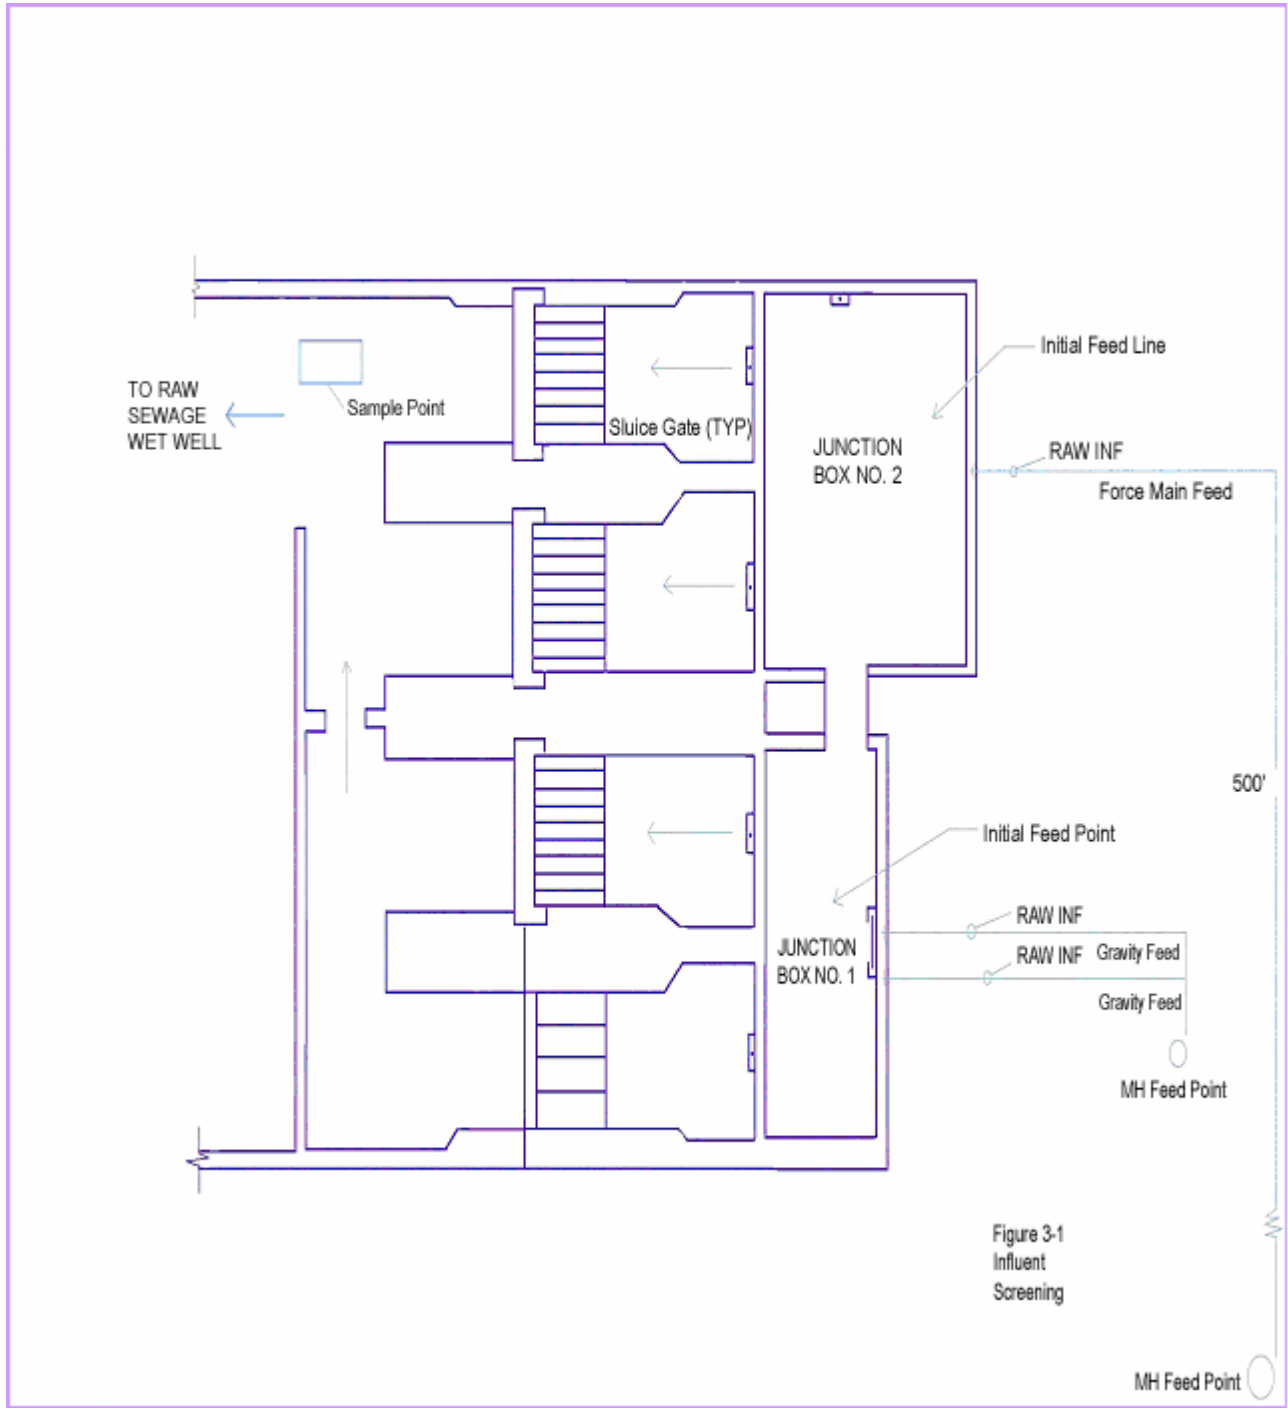 Initial Feed Line
TO RAW
SEWAGE
WET WELL
Sample Point
Sluice Gate (TYP)
JUNCTION
BOX NO. 2
RAW INF
Force Main Feed
500'
Initial Feed Point
RAW INF
Gravity Feed
JUNCTION
BOX NO. 1
RAW INF
Gravity Feed
MH Feed Point
Figure 3-1
Influent
Screening
MH Feed Point